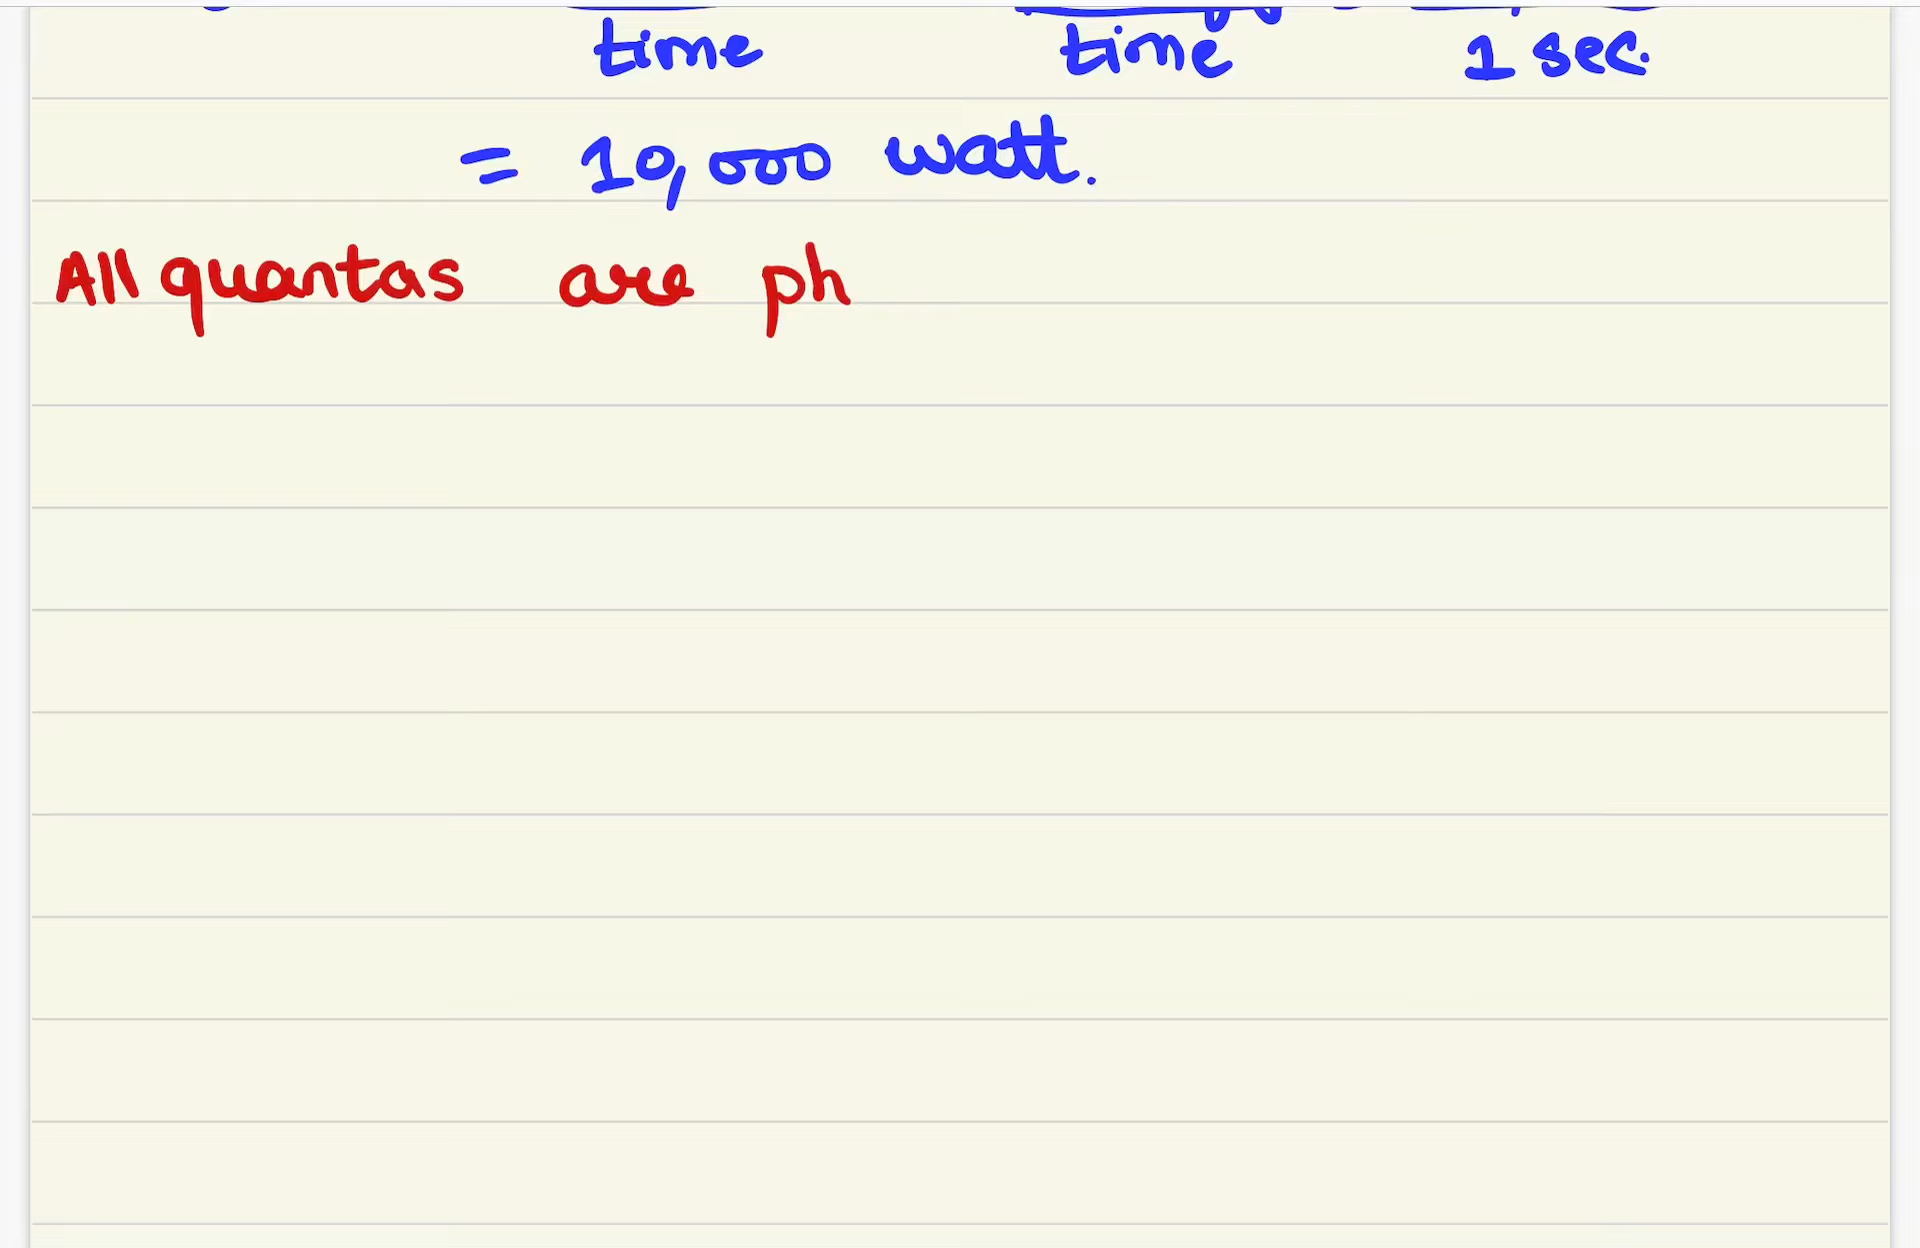 time time 1 sec.
= 10,000 watt.
All quantas are ph